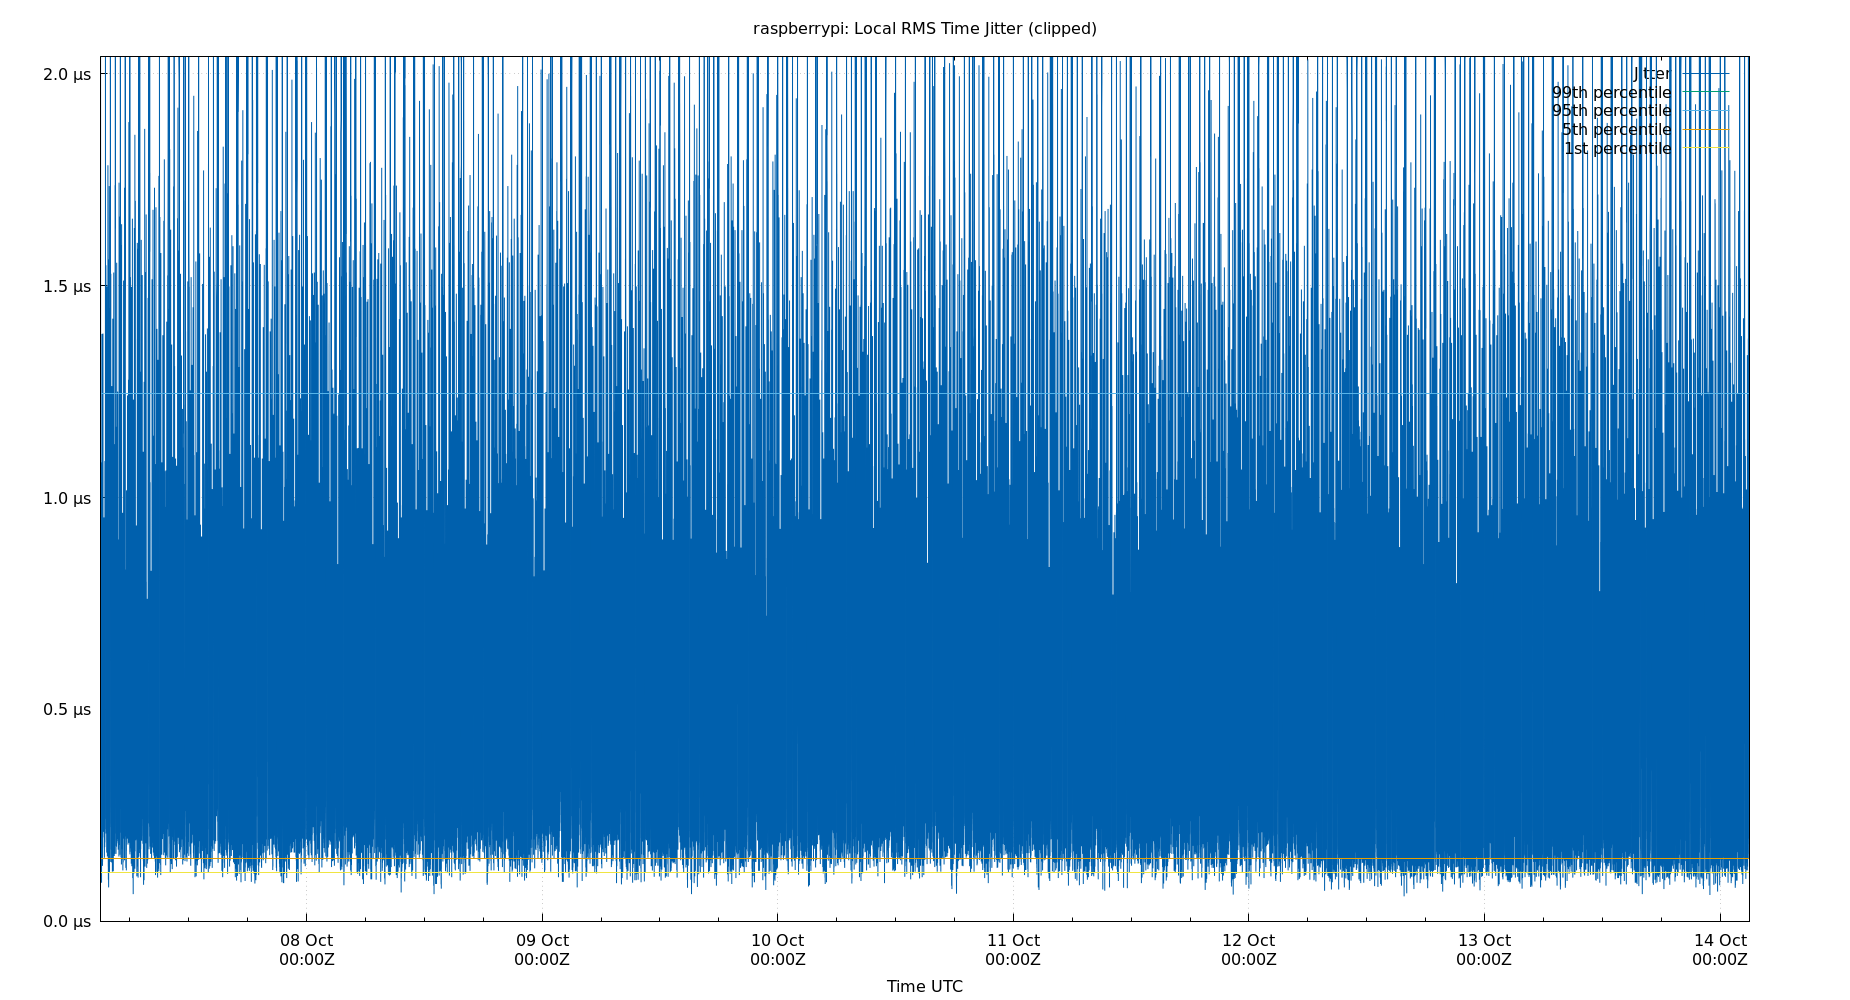 raspberrypi: Local RMS Time Jitter (clipped)
2.0 µs
1.5 µs
1.0 µs
0.5 µs
0.0 µs
Jitter
99th percentile
95th percentile
5th percentile
1st percentile
08 Oct
00:00Z
09 Oct
00:00Z
10 Oct
00:00Z
11 Oct
00:00Z
12 Oct
00:00Z
13 Oct
00:00Z
14 Oct
00:00Z
Time UTC